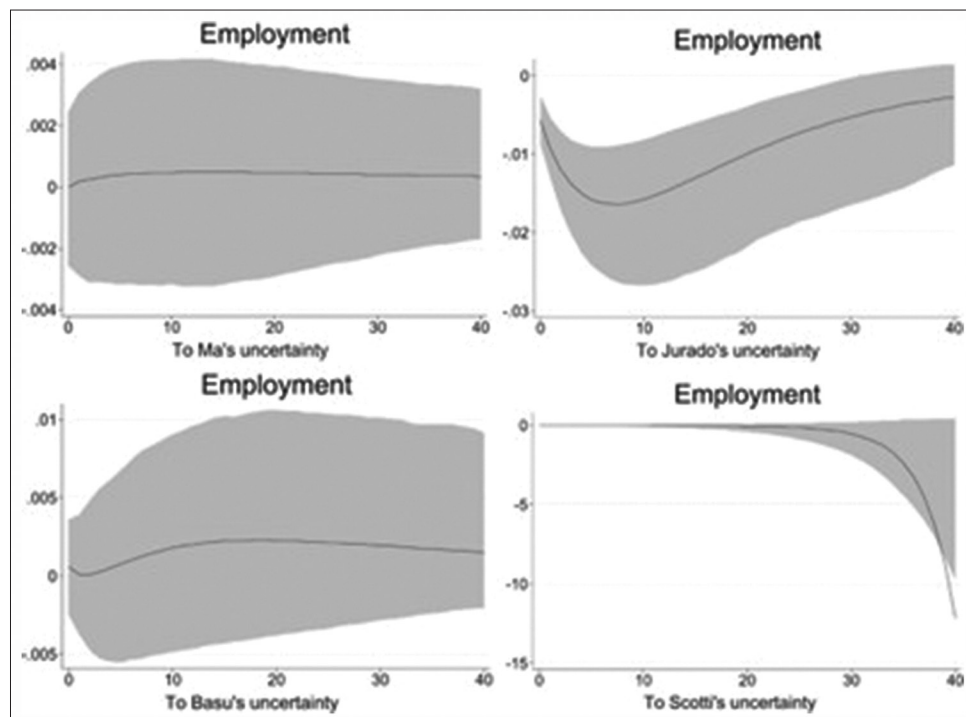 Employment
.004
.002
0
-.002
-.004
0 10 20 30 40
To Ma's uncertainty
Employment
0
-.01
-.02
-.03
0 10 20 30 40
To Jurado's uncertainty
Employment
.01
.005
0
-.005
0 10 20 30 40
To Basu's uncertainty
Employment
0
-5
-10
-15
0 10 20 30 40
To Scotti's uncertainty